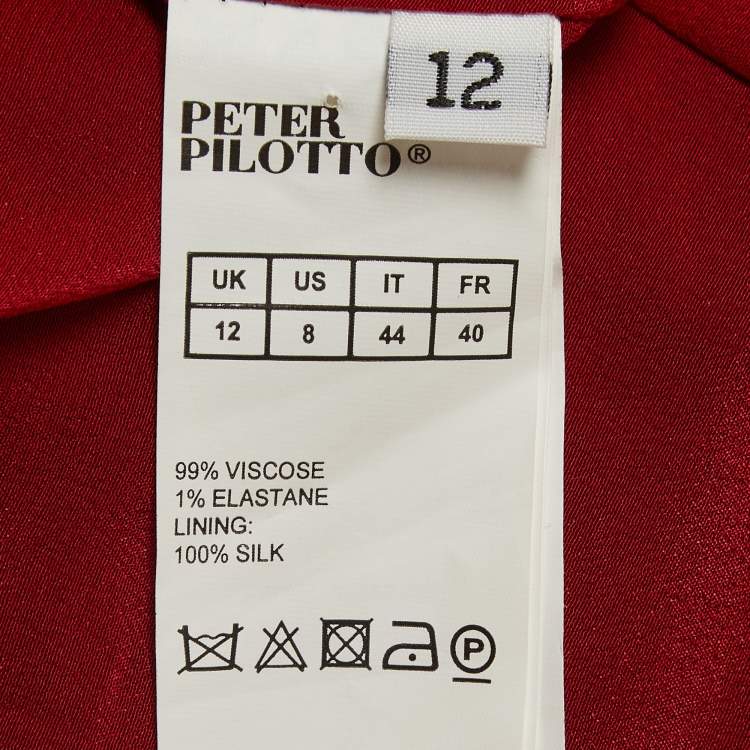 12
PETER
PILOTTO®
UK US IT FR
12 8 44 40
99% VISCOSE
1% ELASTANE
LINING:
100% SILK
P